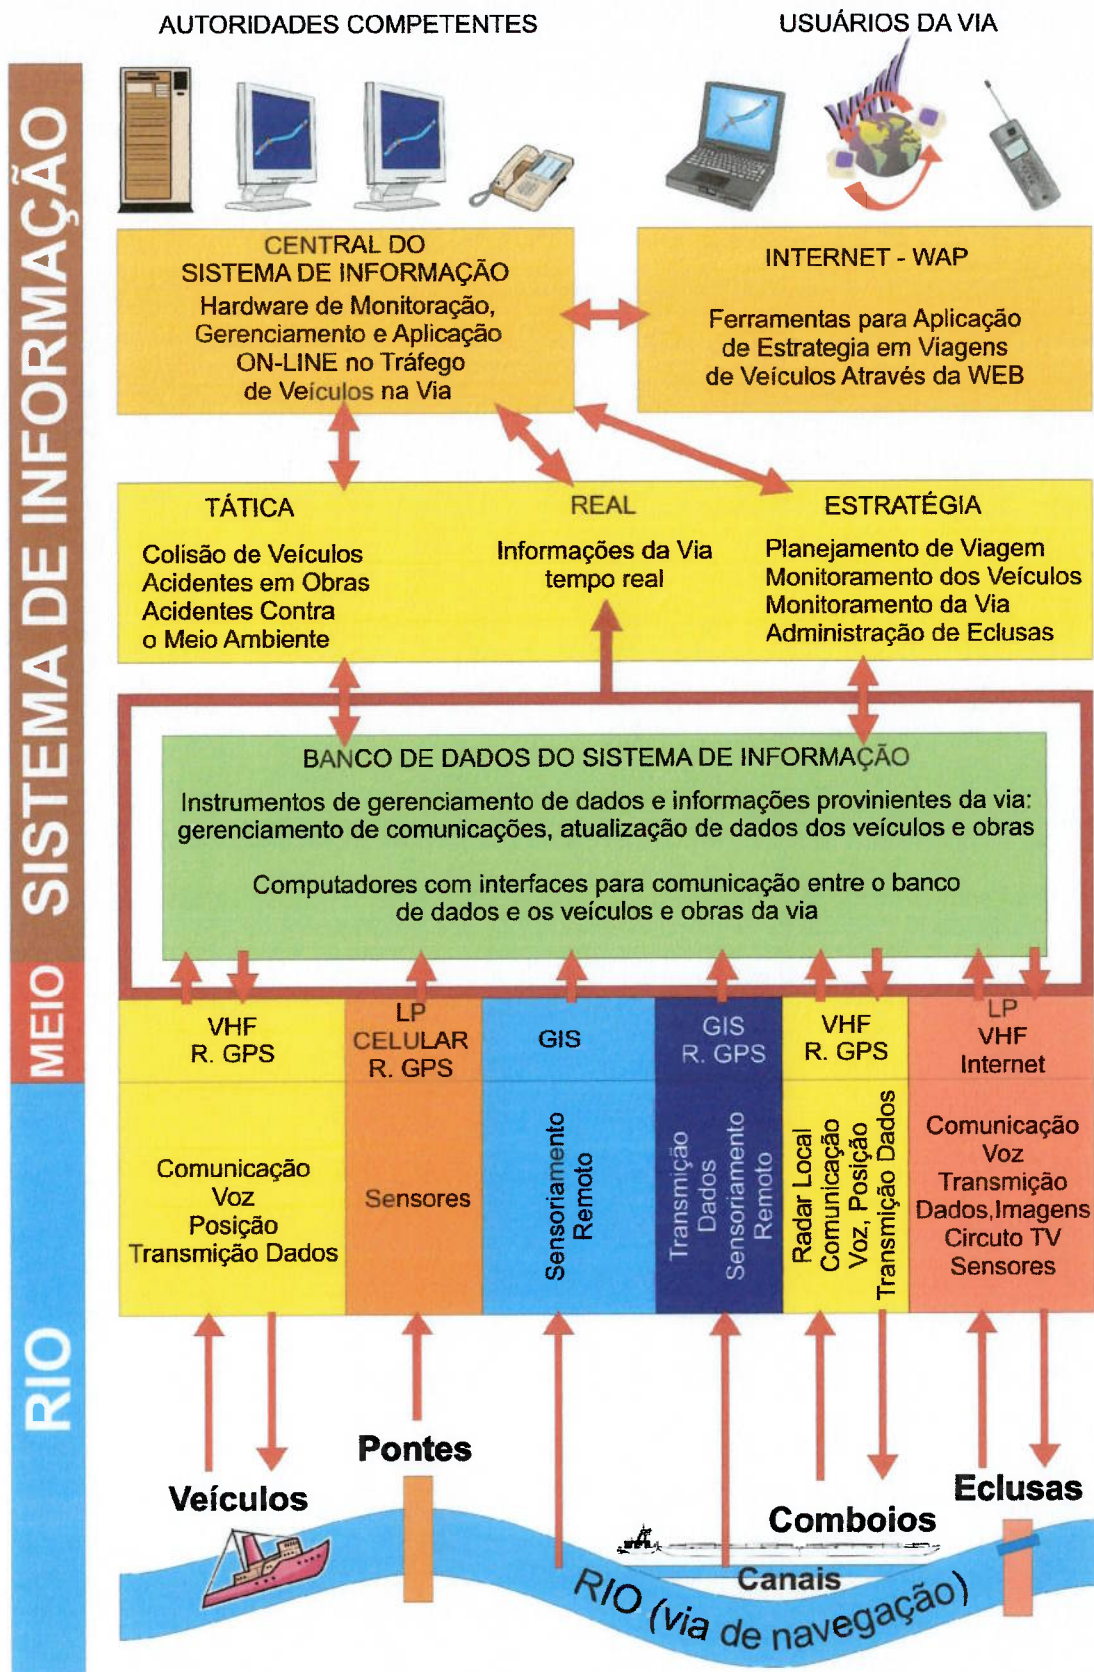 AUTORIDADES COMPETENTES
USUÁRIOS DA VIA
WWW
SISTEMA DE INFORMAÇÃO
MEIO
RIO
CENTRAL DO
SISTEMA DE INFORMAÇÃO
Hardware de Monitoração,
Gerenciamento e Aplicação
ON-LINE no Tráfego
de Veículos na Via
INTERNET - WAP
Ferramentas para Aplicação
de Estrategia em Viagens
de Veículos Através da WEB
TÁTICA
Colisão de Veículos
Acidentes em Obras
Acidentes Contra
o Meio Ambiente
REAL
Informações da Via
tempo real
ESTRATÉGIA
Planejamento de Viagem
Monitoramento dos Veículos
Monitoramento da Via
Administração de Eclusas
BANCO DE DADOS DO SISTEMA DE INFORMAÇÃO
Instrumentos de gerenciamento de dados e informações provinientes da via:
gerenciamento de comunicações, atualização de dados dos veículos e obras
Computadores com interfaces para comunicação entre o banco
de dados e os veículos e obras da via
VHF
R. GPS
LP
CELULAR
R. GPS
GIS
GIS
R. GPS
VHF
R. GPS
LP
VHF
Internet
Comunicação
Voz
Posição
Transmição Dados
Sensores
Sensoriamento
Remoto
Transmição
Dados
Sensoriamento
Remoto
Radar Local
Comunicação
Voz, Posição
Transmição Dados
Comunicação
Voz
Transmição
Dados,Imagens
Circuto TV
Sensores
Veículos
Pontes
Comboios
Eclusas
Canais
RIO (via de navegação)